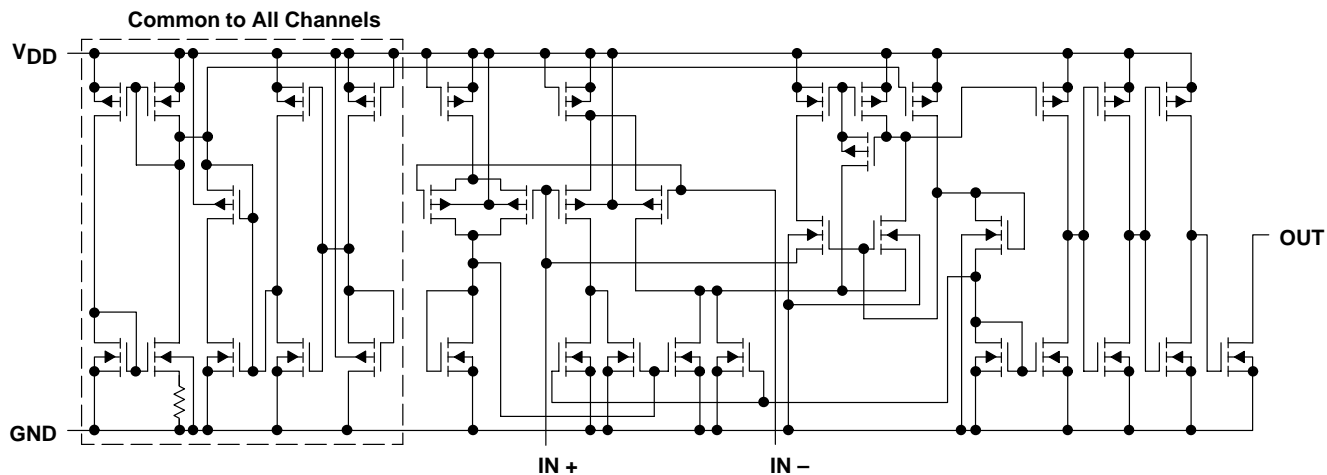 Common to All Channels
VDD
OUT
GND
IN +
IN –